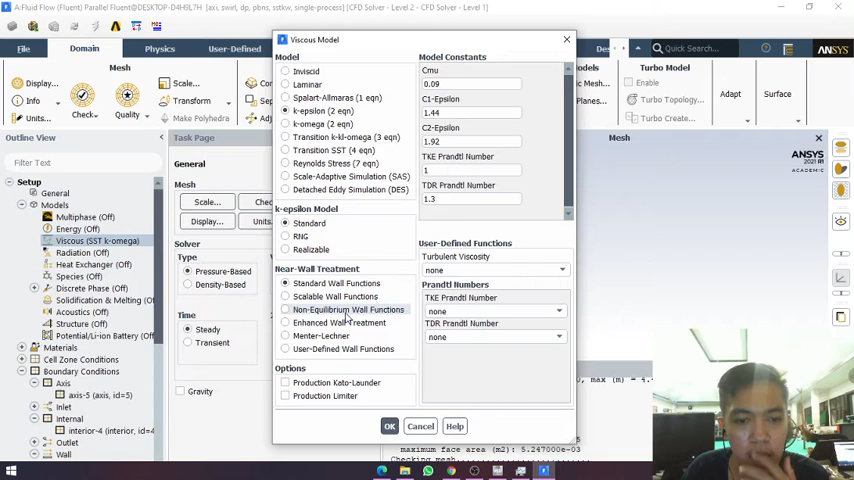 A:Fluid Flow (Fluent) Parallel Fluent@DESKTOP-D4H9L7H [axi, swirl, dp, pbns, sstkw, single-process] - CFD Solver - Level 2 - CFD Solver - Level 1
File
Domain
Physics
User-Defined
Quick Search...
ANSYS
Mesh
Display...
Info
Units...
Check
Scale...
Transform
Make Polyhedra
Turbo Model
Enable
Turbo Topology...
Turbo Create...
Adapt
Surface
Outline View
Filter Text
Setup
General
Models
Multiphase (Off)
Energy (Off)
Viscous (SST k-omega)
Radiation (Off)
Heat Exchanger (Off)
Species (Off)
Discrete Phase (Off)
Solidification & Melting (Off)
Acoustics (Off)
Structure (Off)
Potential/Li-ion Battery (Off)
Materials
Cell Zone Conditions
Boundary Conditions
Axis
axis-5 (axis, id=5)
Inlet
Internal
interior-4 (interior, id=4)
Outlet
Wall
Task Page
General
Mesh
Scale...
Display...
Units...
Solver
Type
Pressure-Based
Density-Based
Time
Steady
Transient
Gravity
Viscous Model
Model
Inviscid
Laminar
Spalart-Allmaras (1 eqn)
k-epsilon (2 eqn)
k-omega (2 eqn)
Transition k-kl-omega (3 eqn)
Transition SST (4 eqn)
Reynolds Stress (7 eqn)
Scale-Adaptive Simulation (SAS)
Detached Eddy Simulation (DES)
k-epsilon Model
Standard
RNG
Realizable
Near-Wall Treatment
Standard Wall Functions
Scalable Wall Functions
Non-Equilibrium Wall Functions
Enhanced Wall Treatment
Menter-Lechner
User-Defined Wall Functions
Options
Production Kato-Launder
Production Limiter
OK
Cancel
Help
Model Constants
Cmu
0.09
C1-Epsilon
1.44
C2-Epsilon
1.92
TKE Prandtl Number
1
TDR Prandtl Number
1.3
User-Defined Functions
Turbulent Viscosity
none
Prandtl Numbers
TKE Prandtl Number
none
TDR Prandtl Number
none
Mesh
ANSYS
2021 R1
ACADEMIC
maximum face area (m2): 5.247000e-03
Checking mesh